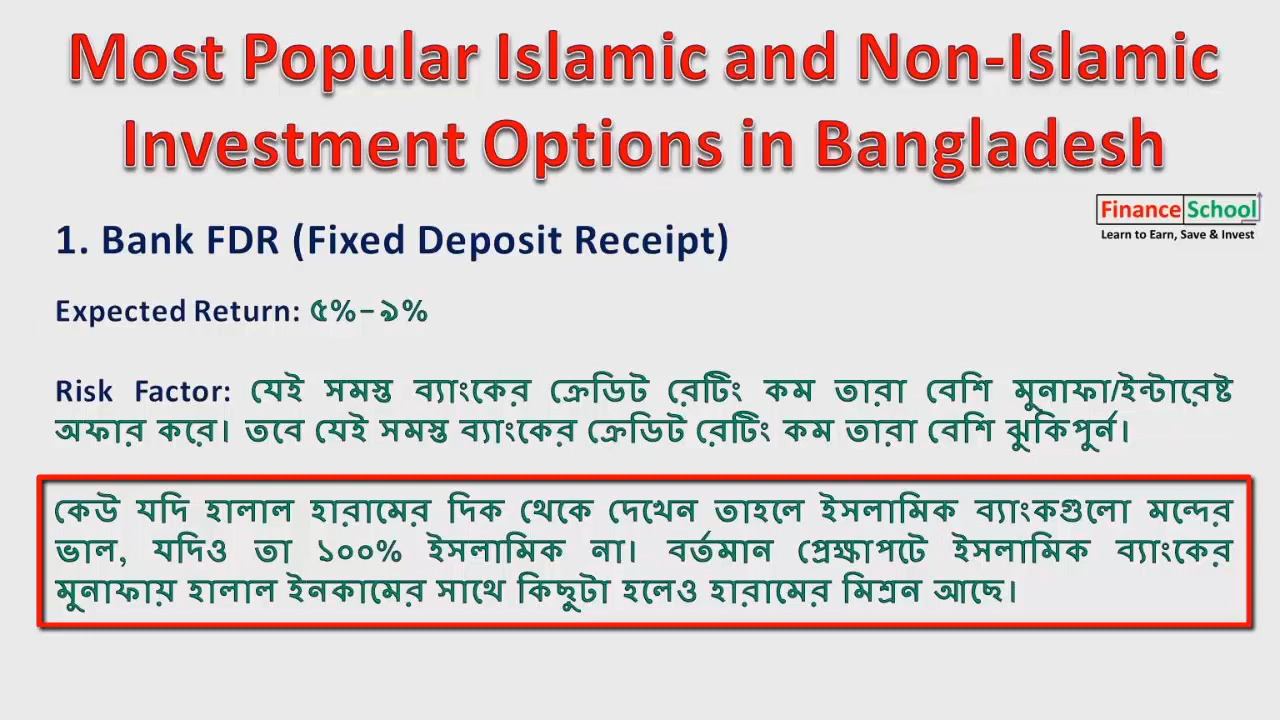 Most Popular Islamic and Non-Islamic
Investment Options in Bangladesh
Finance School
Learn to Earn, Save & Invest
1. Bank FDR (Fixed Deposit Receipt)
Expected Return: ৫%-৯%
Risk Factor: যেই সমস্ত ব্যাংকের ক্রেডিট রেটিং কম তারা বেশি মুনাফা/ইন্টারেষ্ট
অফার করে। তবে যেই সমস্ত ব্যাংকের ক্রেডিট রেটিং কম তারা বেশি ঝুকিপুর্ন।
কেউ যদি হালাল হারামের দিক থেকে দেখেন তাহলে ইসলামিক ব্যাংকগুলো মন্দের
ভাল, যদিও তা ১০০% ইসলামিক না। বর্তমান প্রেক্ষাপটে ইসলামিক ব্যাংকের
মুনাফায় হালাল ইনকামের সাথে কিছুটা হলেও হারামের মিশ্রন আছে।